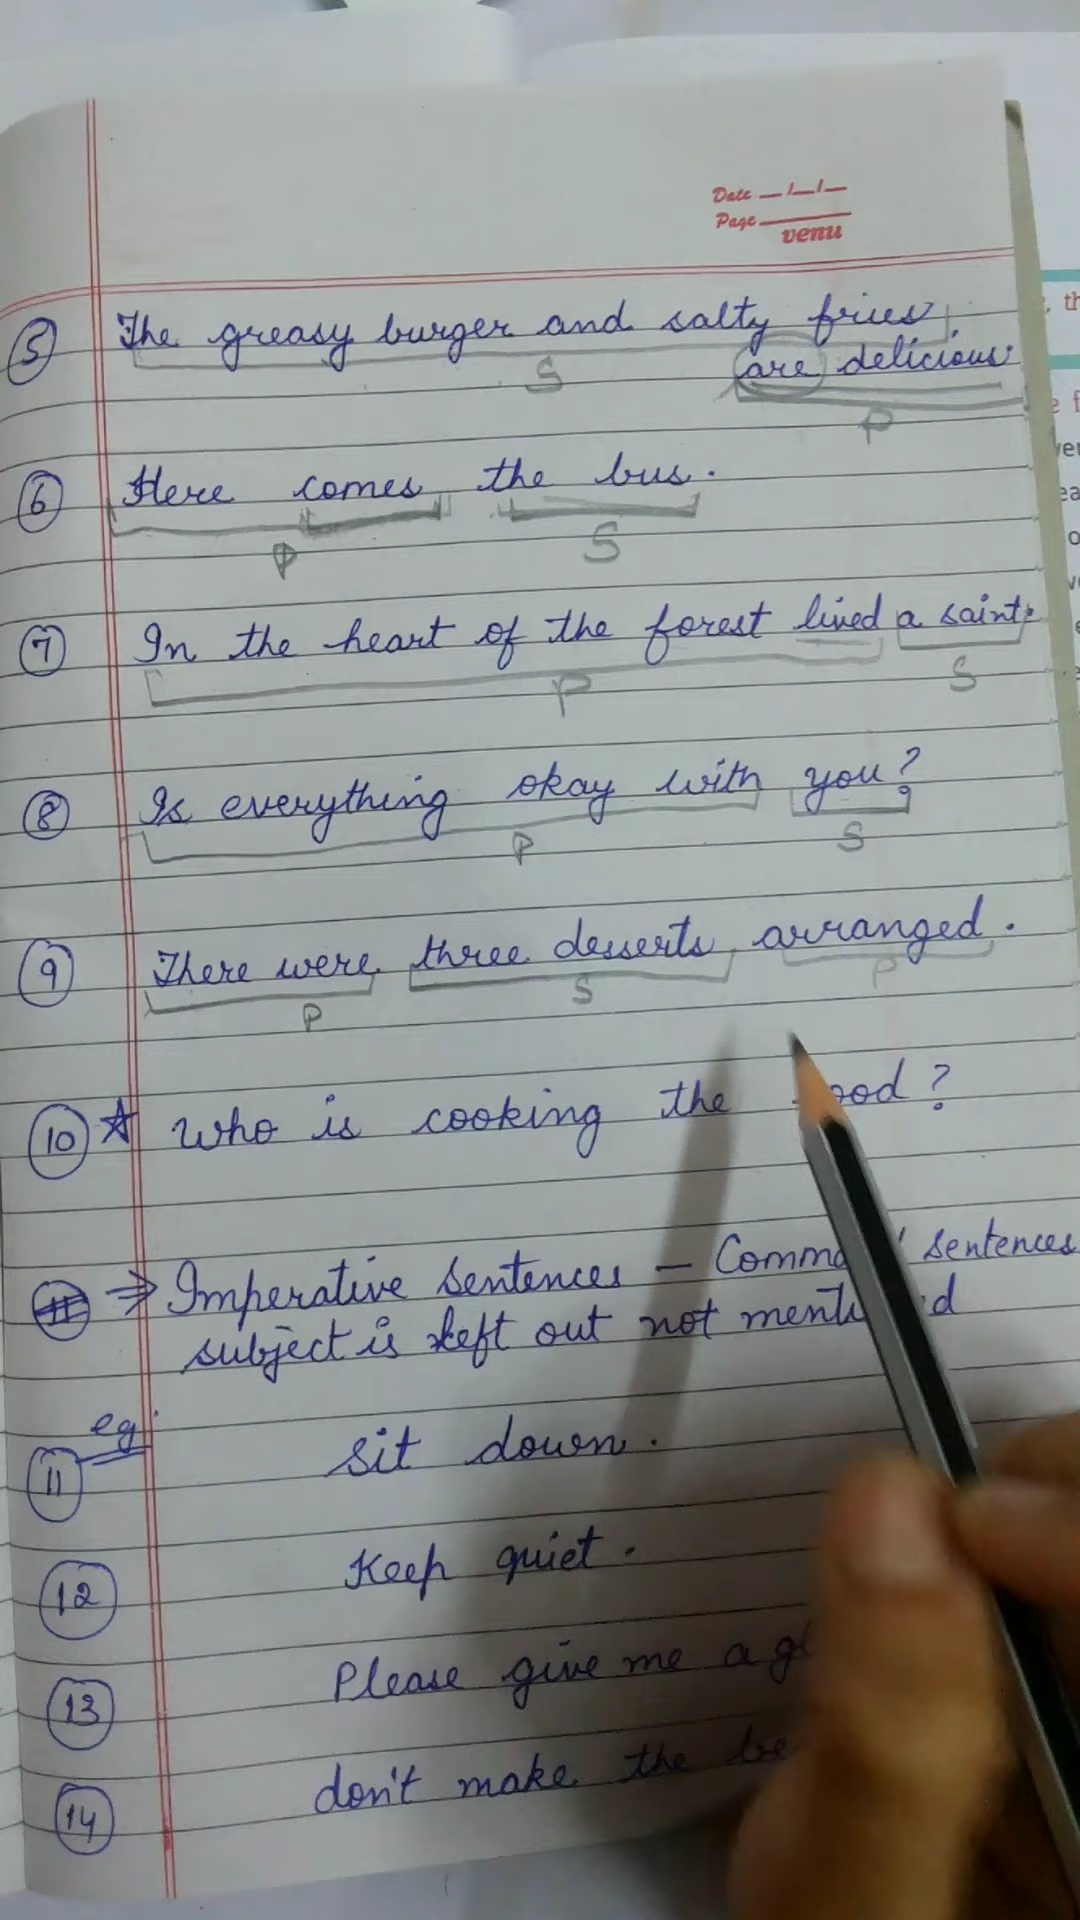 Date _/_/_
Page
venu
⑤ The greasy burger and salty fries
are delicious.
S
P
⑥ Here comes the bus.
P S
⑦ In the heart of the forest lived a saint.
P S
⑧ Is everything okay with you?
P S
⑨ There were three desserts arranged.
P S P
⑩ ☆ Who is cooking the ood?
⇒ Imperative sentences – sentences
subject is left out not
eg.
⑪ Sit down.
⑫ Keep quiet.
⑬ Please give me a
⑭ don't make the